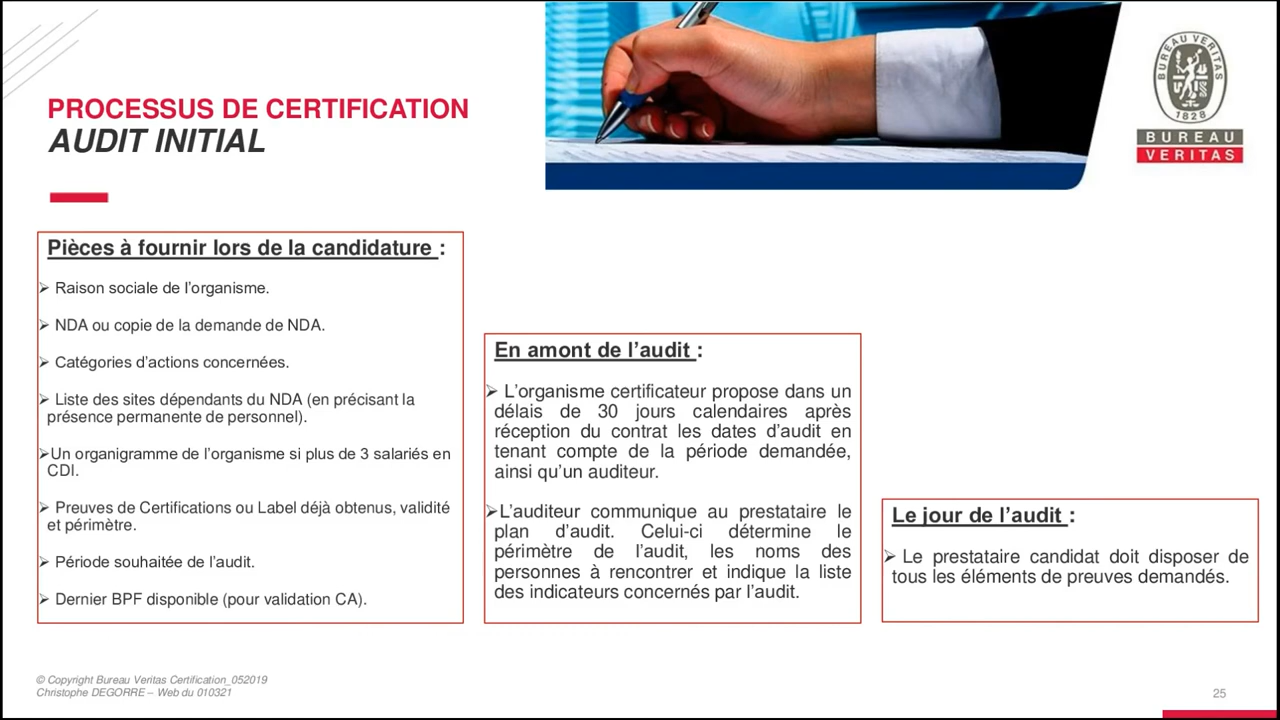 PROCESSUS DE CERTIFICATION
AUDIT INITIAL
BUREAU VERITAS
1828
BUREAU
VERITAS
Pièces à fournir lors de la candidature :
➢ Raison sociale de l’organisme.
➢ NDA ou copie de la demande de NDA.
➢ Catégories d’actions concernées.
➢ Liste des sites dépendants du NDA (en précisant la
présence permanente de personnel).
➢Un organigramme de l’organisme si plus de 3 salariés en
CDI.
➢ Preuves de Certifications ou Label déjà obtenus, validité
et périmètre.
➢ Période souhaitée de l’audit.
➢ Dernier BPF disponible (pour validation CA).
En amont de l’audit :
➢ L’organisme certificateur propose dans un
délais de 30 jours calendaires après
réception du contrat les dates d’audit en
tenant compte de la période demandée,
ainsi qu’un auditeur.
➢L’auditeur communique au prestataire le
plan d’audit. Celui-ci détermine le
périmètre de l’audit, les noms des
personnes à rencontrer et indique la liste
des indicateurs concernés par l’audit.
Le jour de l’audit :
➢ Le prestataire candidat doit disposer de
tous les éléments de preuves demandés.
© Copyright Bureau Veritas Certification_052019
Christophe DEGORRE – Web du 010321
25